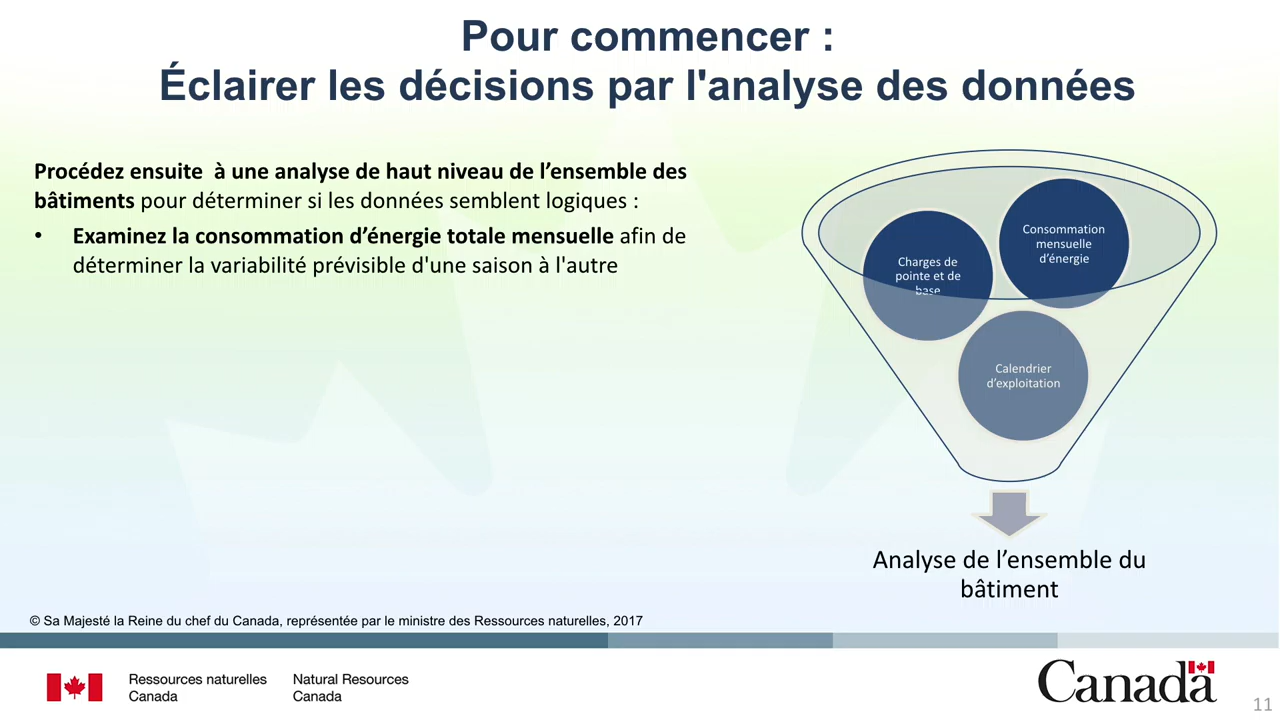 Pour commencer :
Éclairer les décisions par l'analyse des données
Procédez ensuite  à une analyse de haut niveau de l’ensemble des
bâtiments pour déterminer si les données semblent logiques :
• Examinez la consommation d’énergie totale mensuelle afin de
déterminer la variabilité prévisible d'une saison à l'autre
Consommation
mensuelle
d’énergie
Charges de
pointe et de
base
Calendrier
d’exploitation
Analyse de l’ensemble du
bâtiment
© Sa Majesté la Reine du chef du Canada, représentée par le ministre des Ressources naturelles, 2017
Ressources naturelles
Canada
Natural Resources
Canada
Canada
11